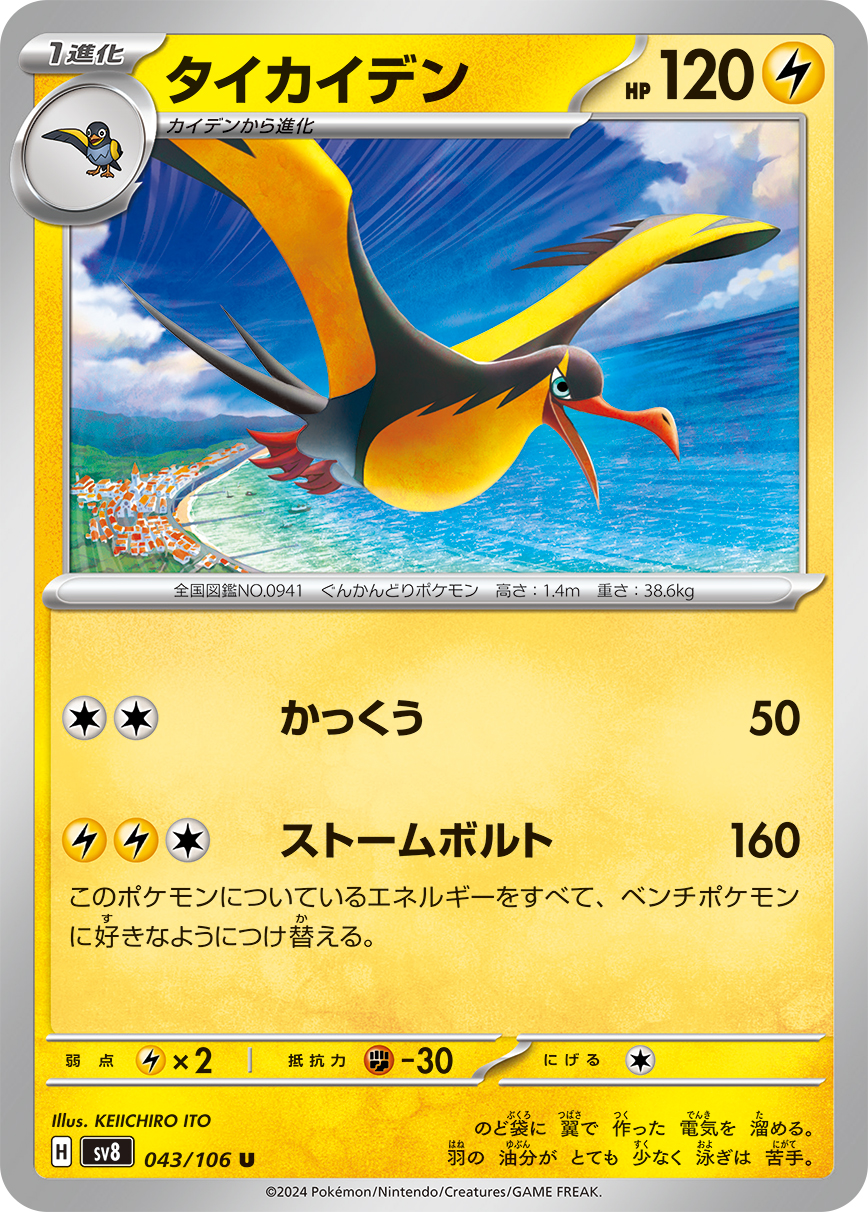 1進化
タイカイデン
HP 120
カイデンから進化
全国図鑑NO.0941 ぐんかんどりポケモン 高さ：1.4m 重さ：38.6kg
かっくう 50
ストームボルト 160
このポケモンについているエネルギーをすべて、ベンチポケモン
に好きなようにつけ替える。
弱点 ×2 抵抗力 -30 にげる
Illus. KEIICHIRO ITO
のど袋に 翼で 作った 電気を 溜める。
羽の 油分が とても 少なく 泳ぎは 苦手。
H sv8 043/106 U
©2024 Pokémon/Nintendo/Creatures/GAME FREAK.